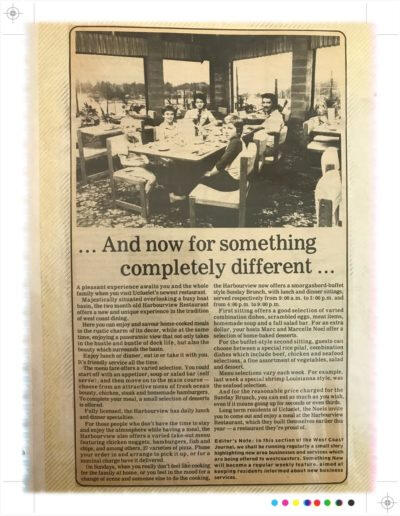 ... And now for something
completely different ...
A pleasant experience awaits you and the whole
family when you visit Ucluelet's newest restaurant.
Majestically situated overlooking a busy boat
basin, the two month old Harbourview Restaurant
offers a new and unique experience in the tradition
of west coast dining.
Here you can enjoy and savour home-cooked meals
in the rustic charm of its decor, while at the same
time, enjoying a panoramic view that not only takes
in the hustle and bustle of dock life, but also the
beauty which surrounds its basin.
Enjoy lunch or dinner, eat in or take it with you.
It's friendly service all the time.
The menu fare offers a varied selection. You could
start off with an appetizer, soup or salad bar (self
serve), and then move on to the main course —
choose from an attractive menu of fresh ocean
bounty, chicken, steak and homemade hamburgers.
To complete your meal, a small selection of desserts
is offered.
Fully licensed, the Harbourview has daily lunch
and dinner specialties.
For those people who don't have the time to stay
and enjoy the atmosphere while having a meal, the
Harbourview also offers a varied take-out menu
featuring chicken nuggets, hamburgers, fish and
chips, and among others, 27 varieties of pizza. Phone
your order in and arrange to pick it up, or for a
nominal charge have it delivered.
On Sundays, when you really don't feel like cooking
for the family at home, or you feel in the mood for a
change of scene and someone else to do the cooking,
the Harbourview now offers a smorgasbord-buffet
style Sunday Brunch, with lunch and dinner sittings,
served respectively from 9:00 a.m. to 2:00 p.m. and
from 4:00 p.m. to 9:00 p.m.
First sitting offers a good selection of varied
combination dishes, scrambled eggs, meat items,
homemade soup and a full salad bar. For an extra
dollar, your hosts Marc and Marcelle Noel offer a
selection of home-baked desserts.
For the buffet-style second sitting, guests can
choose between a special rice pilaf, combination
dishes which include beef, chicken and seafood
selections, a fine assortment of vegetables, salad
and dessert.
Menu selections vary each week. For example,
last week a special shrimp Louisiana style, was
the seafood selection.
And for the reasonable price charged for the
Sunday Brunch, you can eat as much as you wish,
even if it means going up for seconds or even thirds.
Long term residents of Ucluelet, the Noels invite
you to come out and enjoy a meal at the Harbourview
Restaurant, which they built themselves earlier this
year — a restaurant they're proud of.
Editor's Note: In this section of the West Coast
Journal, we shall be running regularly a small story
highlighting new area businesses and services which
are being offered to westcoasters. Something New
will become a regular weekly feature, aimed at
keeping residents informed about new business
services.